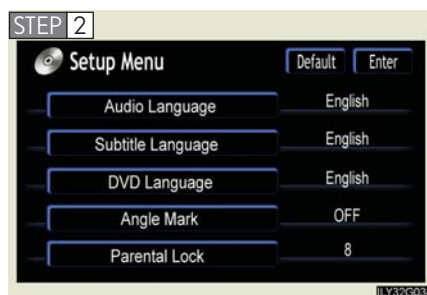 STEP 2
Setup Menu Default Enter
Audio Language English
Subtitle Language English
DVD Language English
Angle Mark OFF
Parental Lock 8
ILY32G03